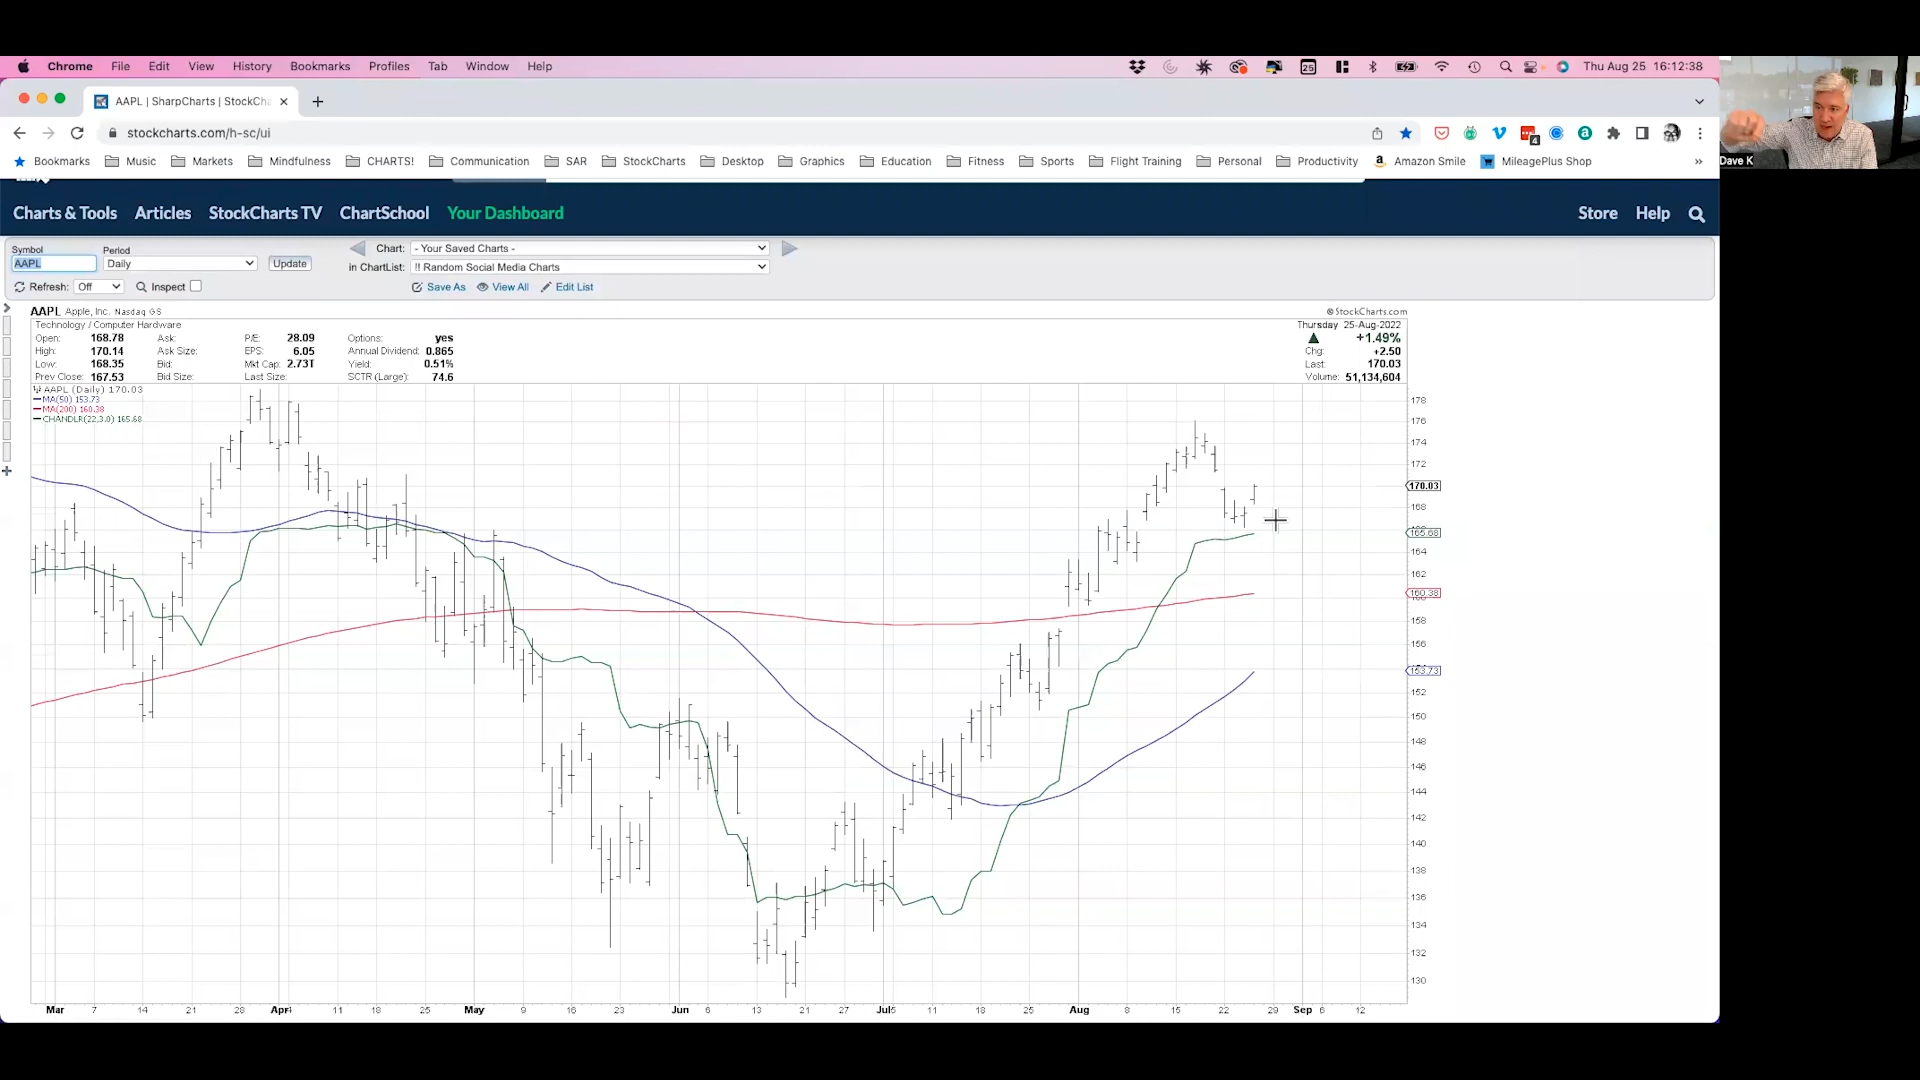 Chrome File Edit View History Bookmarks Profiles Tab Window Help 25 Thu Aug 25 16:12:38
AAPL | SharpCharts | StockCha
stockcharts.com/h-sc/ui
4
Bookmarks Music Markets Mindfulness CHARTS! Communication SAR StockCharts Desktop Graphics Education Fitness Sports Flight Training Personal Productivity Amazon Smile MileagePlus Shop »
Dave K
Charts & Tools Articles StockCharts TV ChartSchool Your Dashboard Store Help
Symbol Period Chart: - Your Saved Charts -
AAPL Daily Update in ChartList: !! Random Social Media Charts
Refresh: Off Inspect Save As View All Edit List
AAPL Apple, Inc. Nasdaq GS © StockCharts.com
Technology / Computer Hardware Thursday 25-Aug-2022
Open: 168.78 Ask: P/E: 28.09 Options: yes +1.49%
High: 170.14 Ask Size: EPS: 6.05 Annual Dividend: 0.865 Chg: +2.50
Low: 168.35 Bid: Mkt Cap: 2.73T Yield: 0.51% Last: 170.03
Prev Close: 167.53 Bid Size: Last Size: SCTR (Large): 74.6 Volume: 51,134,604
AAPL (Daily) 170.03
MA(50) 153.73
MA(200) 160.38
CHANDLR(22,3.0) 165.68
178
176
174
172
170.03
168
165.68
164
162
160.38
158
156
153.73
152
150
148
146
144
142
140
138
136
134
132
130
Mar 7 14 21 28 Apr 11 18 25 May 9 16 23 Jun 6 13 21 27 Jul 11 18 25 Aug 8 15 22 29 Sep 6 12